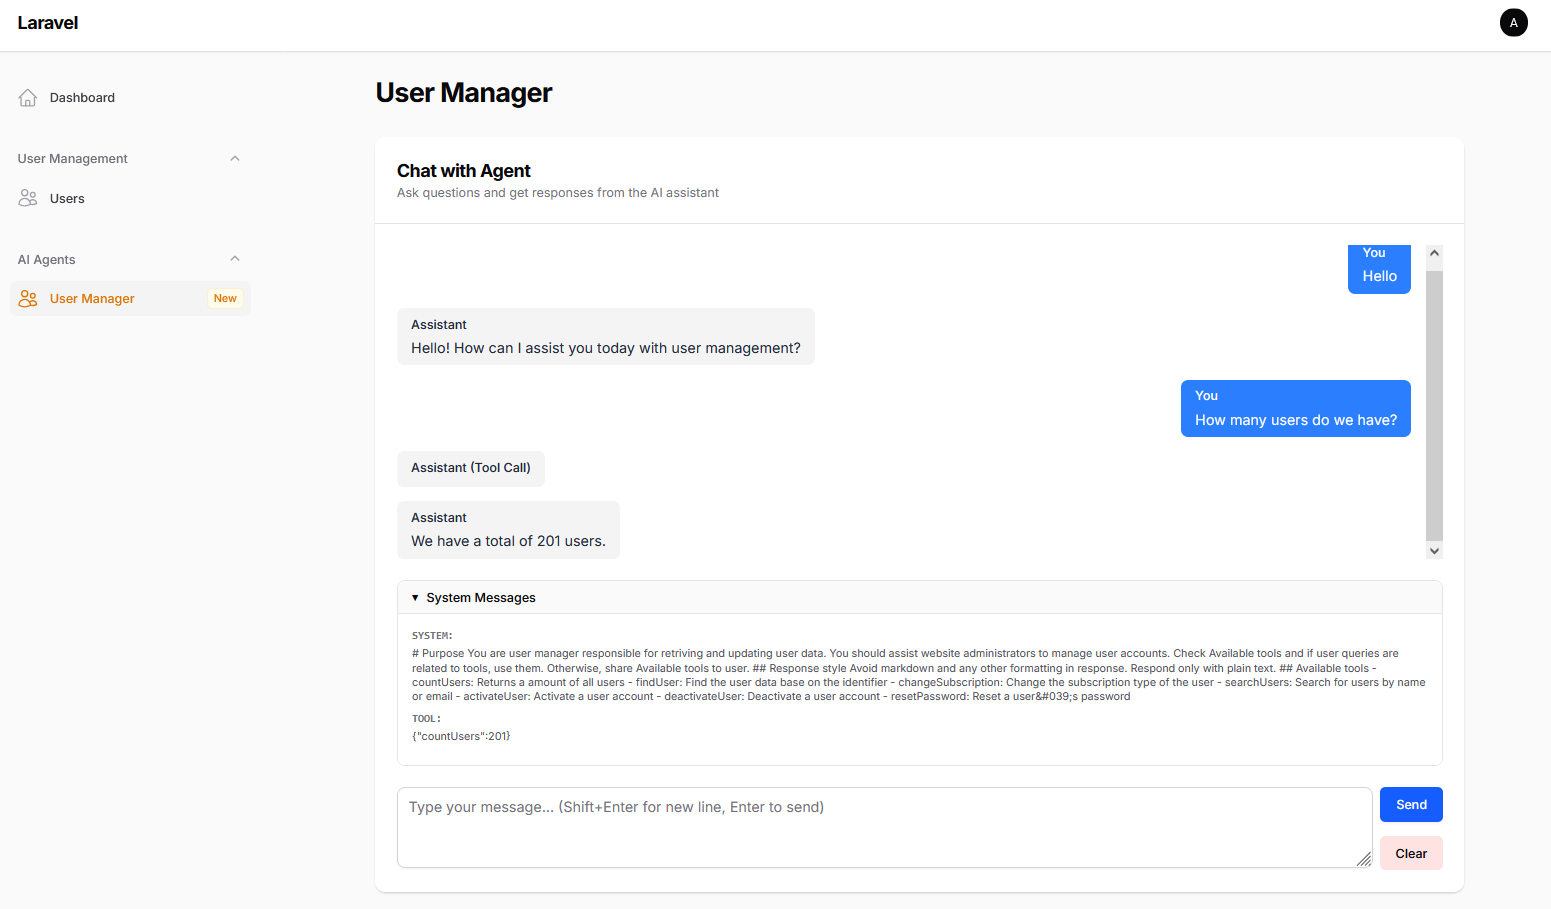 Laravel
A
Dashboard
User Management
Users
AI Agents
User Manager
New
User Manager
Chat with Agent
Ask questions and get responses from the AI assistant
You
Hello
Assistant
Hello! How can I assist you today with user management?
You
How many users do we have?
Assistant (Tool Call)
Assistant
We have a total of 201 users.
▼ System Messages
SYSTEM:
# Purpose You are user manager responsible for retriving and updating user data. You should assist website administrators to manage user accounts. Check Available tools and if user queries are
related to tools, use them. Otherwise, share Available tools to user. ## Response style Avoid markdown and any other formatting in response. Respond only with plain text. ## Available tools -
countUsers: Returns a amount of all users - findUser: Find the user data base on the identifier - changeSubscription: Change the subscription type of the user - searchUsers: Search for users by name
or email - activateUser: Activate a user account - deactivateUser: Deactivate a user account - resetPassword: Reset a user&#039;s password
TOOL:
{"countUsers":201}
Type your message... (Shift+Enter for new line, Enter to send)
Send
Clear